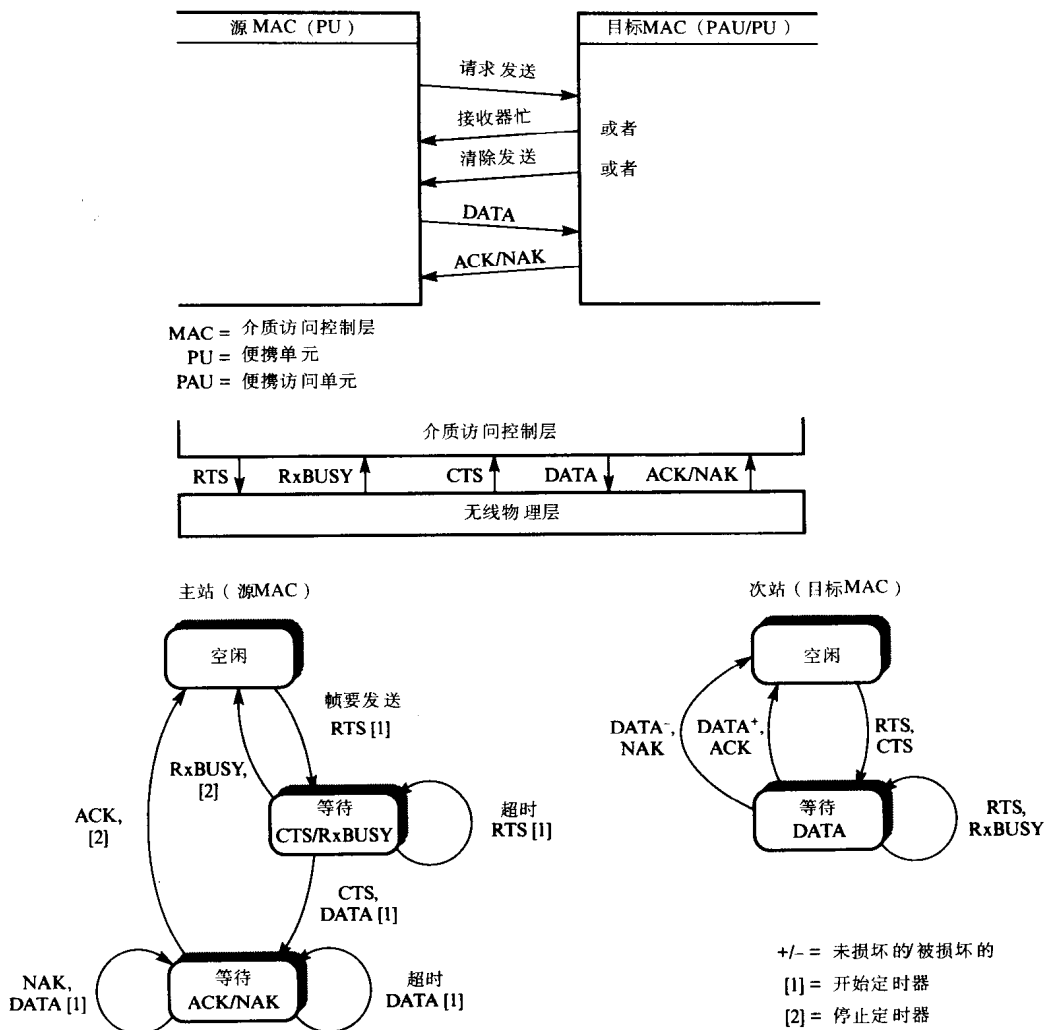 源 MAC（PU）
目标MAC（PAU/PU）
请求发送
接收器忙
或者
清除发送
或者
DATA
ACK/NAK
MAC = 介质访问控制层
PU = 便携单元
PAU = 便携访问单元
介质访问控制层
RTS
RxBUSY
CTS
DATA
ACK/NAK
无线物理层
主站（源MAC）
空闲
帧要发送
RTS [1]
RxBUSY,
[2]
ACK,
[2]
等待
CTS/RxBUSY
超时
RTS [1]
CTS,
DATA [1]
NAK,
DATA [1]
等待
ACK/NAK
超时
DATA [1]
次站（目标MAC）
空闲
DATA⁻,
NAK
DATA⁺,
ACK
RTS,
CTS
等待
DATA
RTS,
RxBUSY
+/− = 未损坏的/被损坏的
[1] = 开始定时器
[2] = 停止定时器